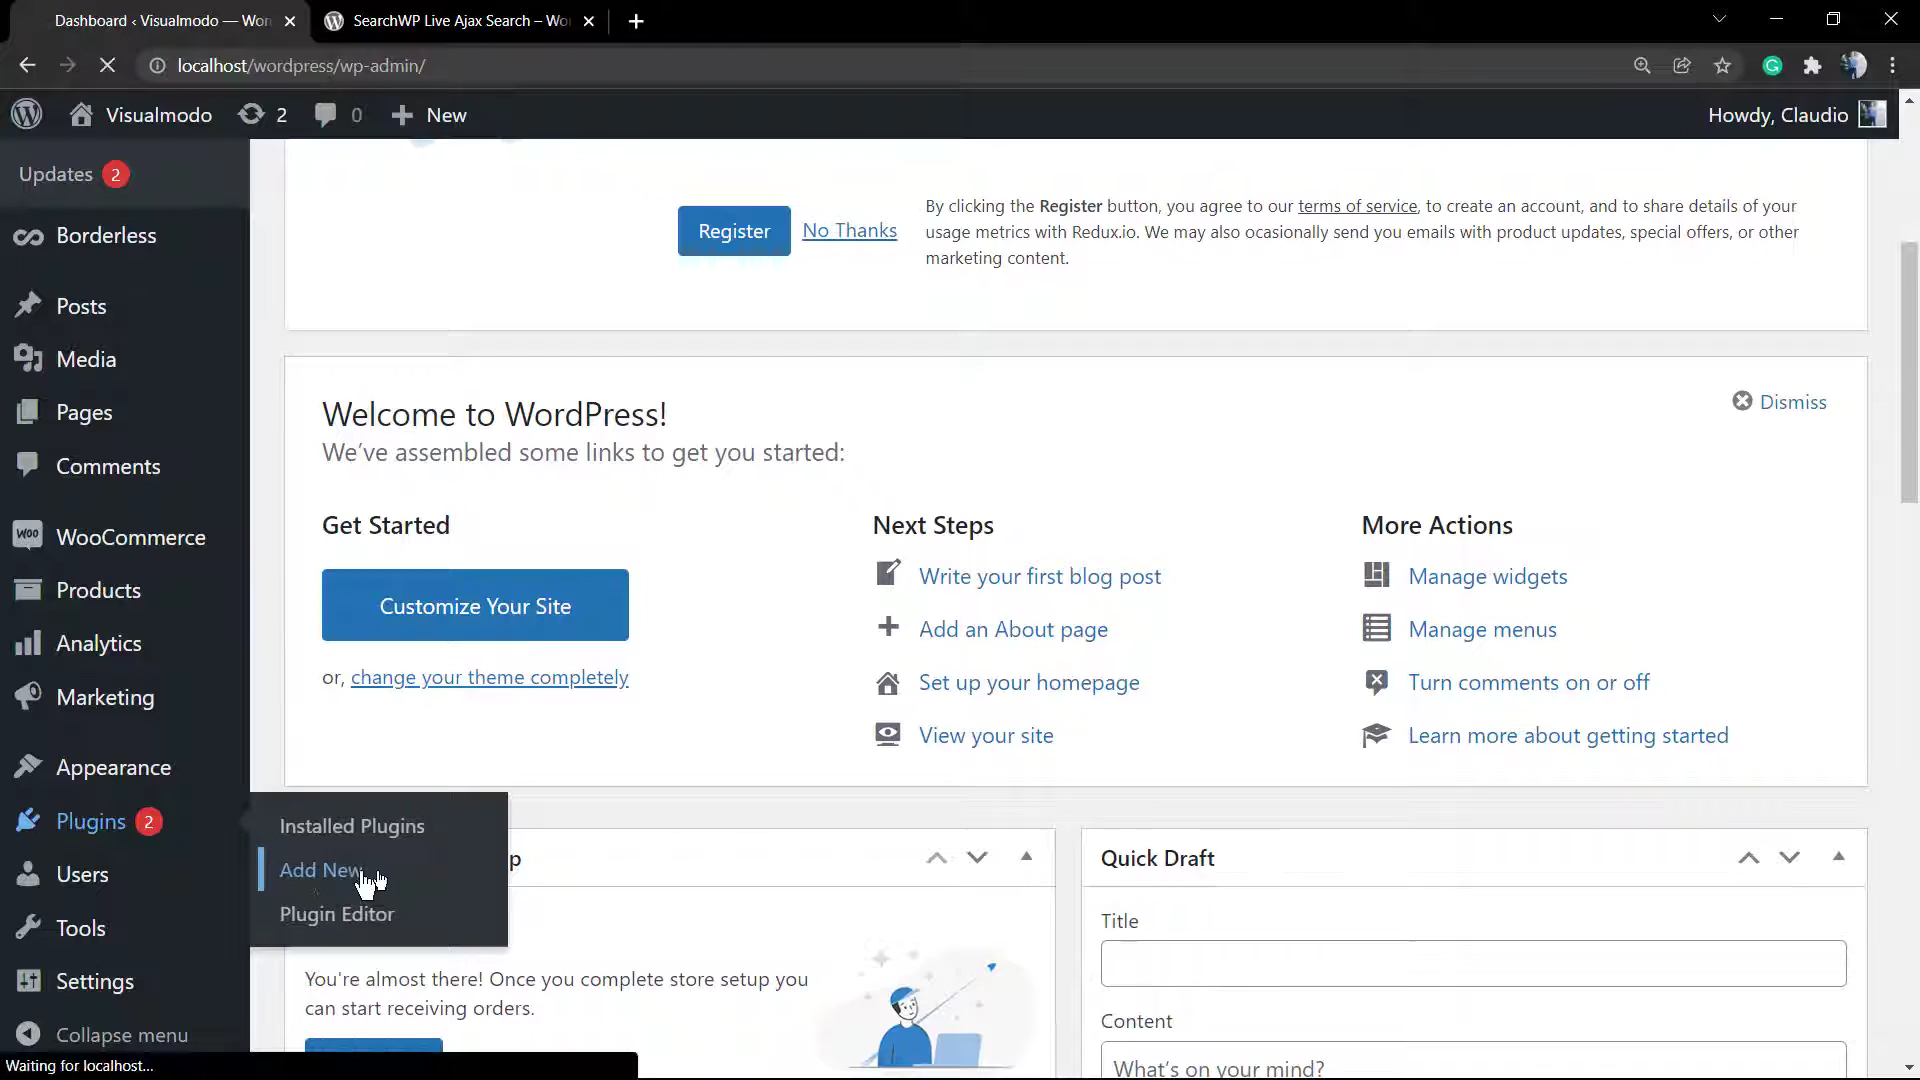 Dashboard ‹ Visualmodo — Wor
SearchWP Live Ajax Search – Wo
localhost/wordpress/wp-admin/
Visualmodo
2
0
New
Howdy, Claudio
Updates 2
Borderless
Posts
Media
Pages
Comments
WooCommerce
Products
Analytics
Marketing
Appearance
Plugins 2
Users
Tools
Settings
Collapse menu
Installed Plugins
Add New
Plugin Editor
Register
No Thanks
By clicking the Register button, you agree to our terms of service, to create an account, and to share details of your
usage metrics with Redux.io. We may also ocasionally send you emails with product updates, special offers, or other
marketing content.
Welcome to WordPress!
We’ve assembled some links to get you started:
Dismiss
Get Started
Customize Your Site
or, change your theme completely
Next Steps
Write your first blog post
Add an About page
Set up your homepage
View your site
More Actions
Manage widgets
Manage menus
Turn comments on or off
Learn more about getting started
You're almost there! Once you complete store setup you
can start receiving orders.
Quick Draft
Title
Content
What’s on your mind?
Waiting for localhost...